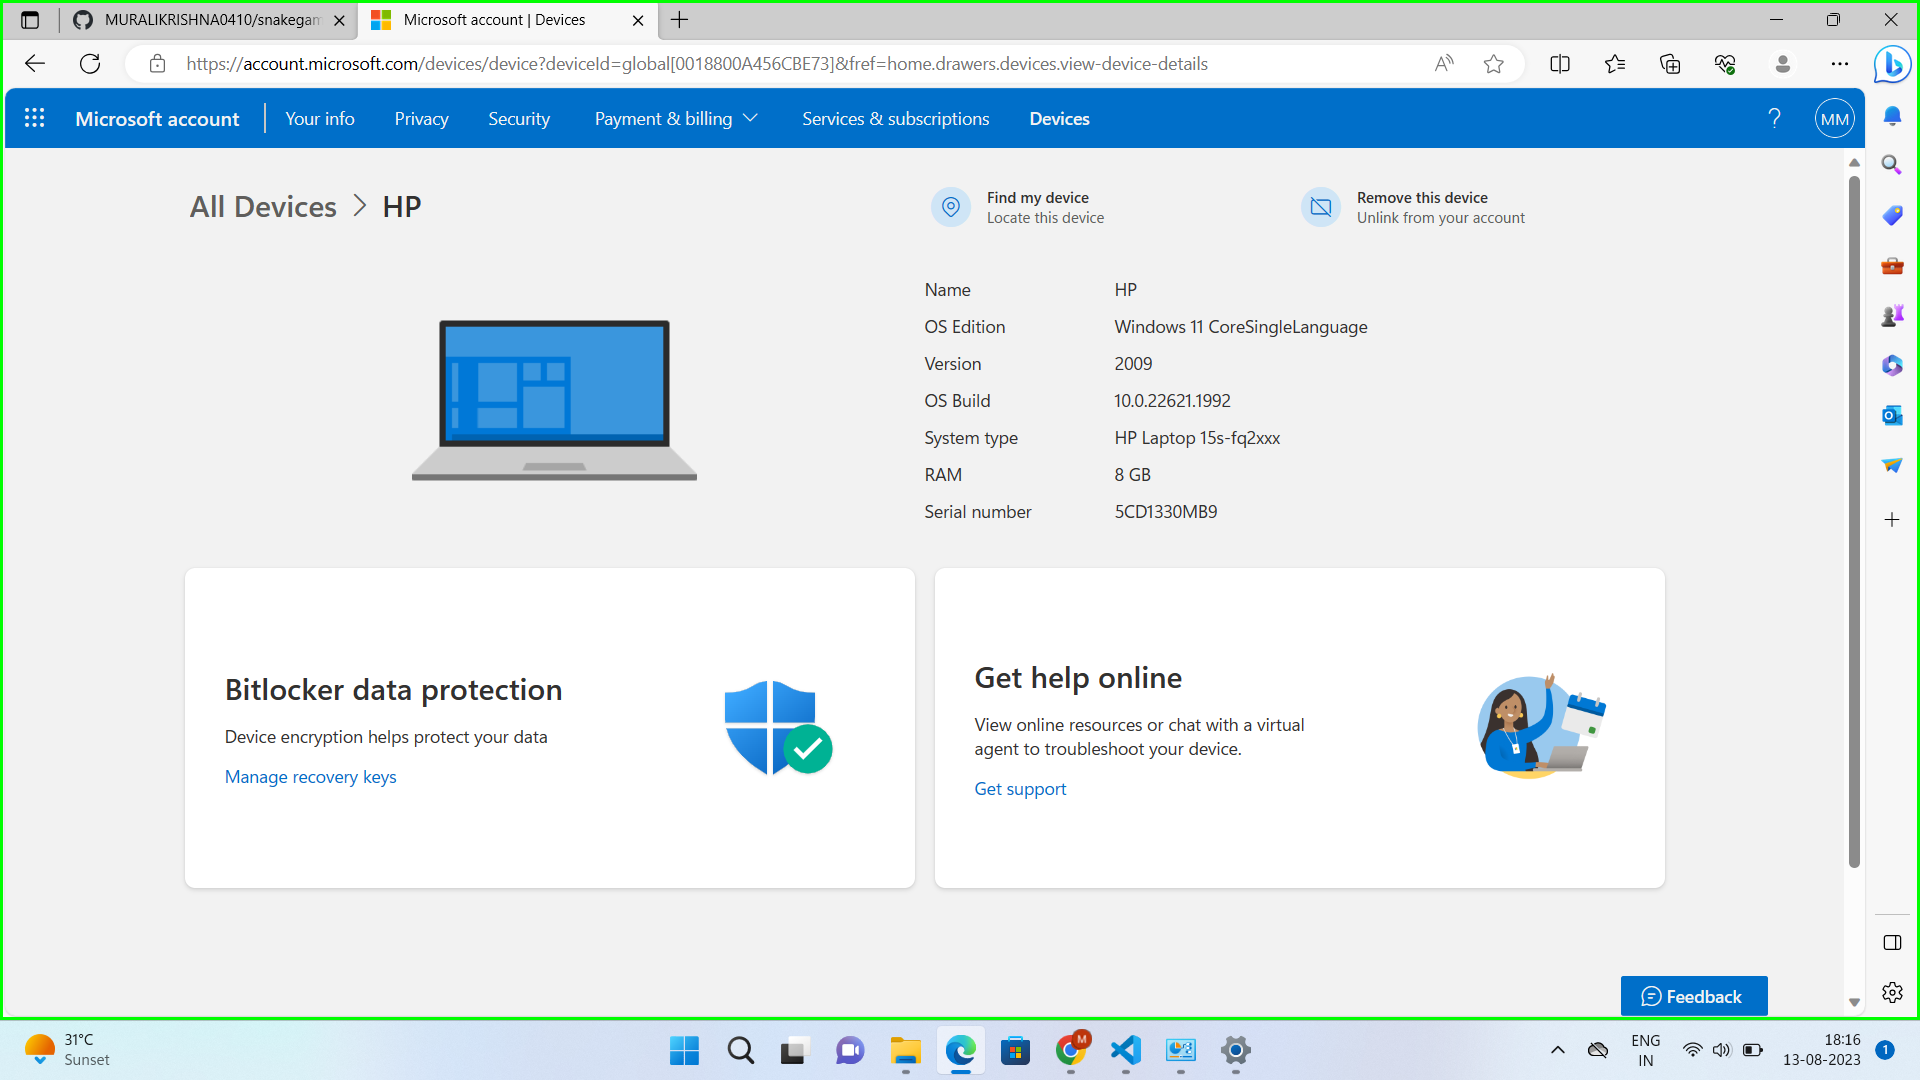 MURALIKRISHNA0410/snakegam
Microsoft account | Devices
https://account.microsoft.com/devices/device?deviceId=global[0018800A456CBE73]&fref=home.drawers.devices.view-device-details
Microsoft account
Your info
Privacy
Security
Payment & billing
Services & subscriptions
Devices
?
MM
All Devices > HP
Find my device
Locate this device
Remove this device
Unlink from your account
Name HP
OS Edition Windows 11 CoreSingleLanguage
Version 2009
OS Build 10.0.22621.1992
System type HP Laptop 15s-fq2xxx
RAM 8 GB
Serial number 5CD1330MB9
Bitlocker data protection
Device encryption helps protect your data
Manage recovery keys
Get help online
View online resources or chat with a virtual
agent to troubleshoot your device.
Get support
Feedback
31°C
Sunset
M
ENG
IN
18:16
13-08-2023
1